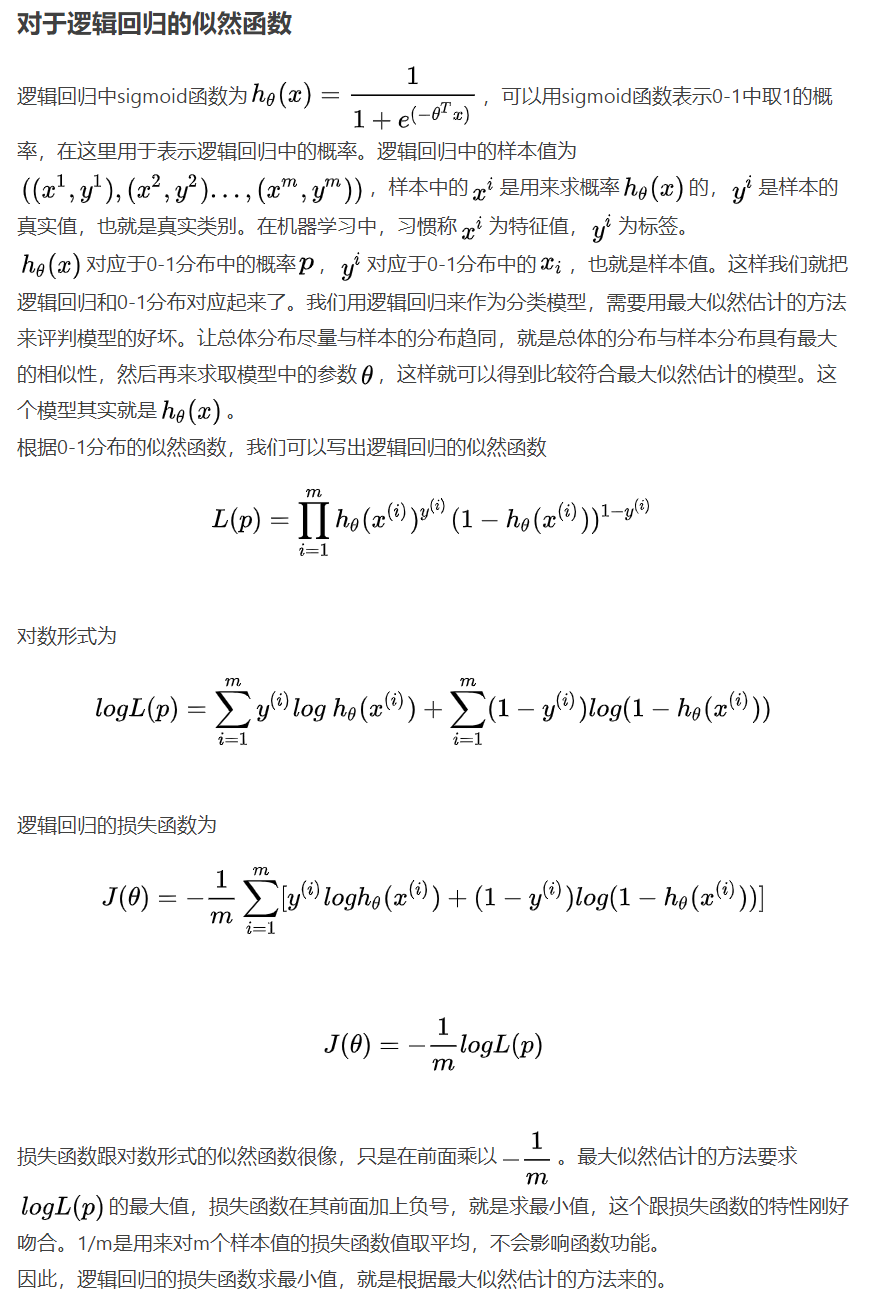 对于逻辑回归的似然函数
逻辑回归中sigmoid函数为 $h_\theta(x) = \frac{1}{1+e^{(-\theta^T x)}}$ ，可以用sigmoid函数表示0-1中取1的概
率，在这里用于表示逻辑回归中的概率。逻辑回归中的样本值为
$((x^1, y^1), (x^2, y^2) \ldots, (x^m, y^m))$ ，样本中的 $x^i$ 是用来求概率 $h_\theta(x)$ 的， $y^i$ 是样本的
真实值，也就是真实类别。在机器学习中，习惯称 $x^i$ 为特征值， $y^i$ 为标签。
$h_\theta(x)$ 对应于0-1分布中的概率 $p$ ， $y^i$ 对应于0-1分布中的 $x_i$ ，也就是样本值。这样我们就把
逻辑回归和0-1分布对应起来了。我们用逻辑回归来作为分类模型，需要用最大似然估计的方法
来评判模型的好坏。让总体分布尽量与样本的分布趋同，就是总体的分布与样本分布具有最大
的相似性，然后再来求取模型中的参数 $\theta$ ，这样就可以得到比较符合最大似然估计的模型。这
个模型其实就是 $h_\theta(x)$ 。
根据0-1分布的似然函数，我们可以写出逻辑回归的似然函数
$L(p) = \prod_{i=1}^{m} h_\theta(x^{(i)})^{y^{(i)}} (1 - h_\theta(x^{(i)}))^{1-y^{(i)}}$
对数形式为
$logL(p) = \sum_{i=1}^{m} y^{(i)} log\, h_\theta(x^{(i)}) + \sum_{i=1}^{m} (1 - y^{(i)}) log(1 - h_\theta(x^{(i)}))$
逻辑回归的损失函数为
$J(\theta) = -\frac{1}{m} \sum_{i=1}^{m} [y^{(i)} logh_\theta(x^{(i)}) + (1 - y^{(i)}) log(1 - h_\theta(x^{(i)}))]$
$J(\theta) = -\frac{1}{m} logL(p)$
损失函数跟对数形式的似然函数很像，只是在前面乘以 $-\frac{1}{m}$ 。最大似然估计的方法要求
$logL(p)$ 的最大值，损失函数在其前面加上负号，就是求最小值，这个跟损失函数的特性刚好
吻合。1/m是用来对m个样本值的损失函数值取平均，不会影响函数功能。
因此，逻辑回归的损失函数求最小值，就是根据最大似然估计的方法来的。